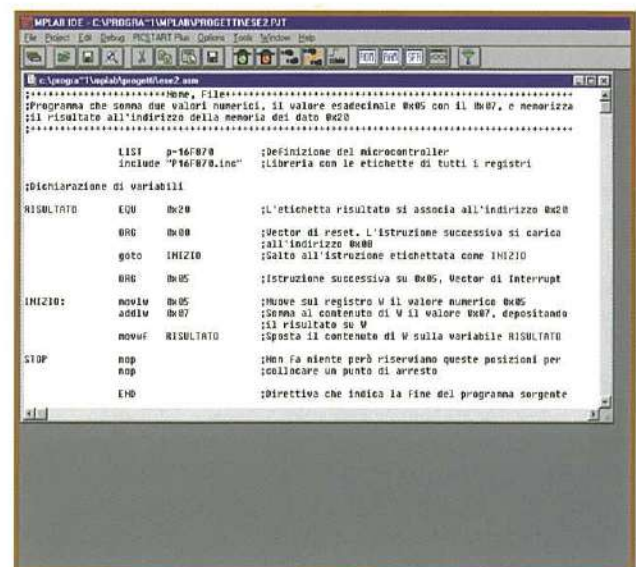 MPLAB IDE - C:\PROGRA~1\MPLAB\PROGETTI\ESE2.PJT
File Project Edit Debug PICSTART Plus Options Tools Window Help
ROM RAM SFR
c:\progra~1\mplab\progetti\ese2.asm
;+++++++++++++++++++++++Nome, File+++++++++++++++++++++++
;Programma che somma due valori numerici, il valore esadecimale 0x05 con il 0x07, e memorizza
;il risultato all'indirizzo della memoria dei dato 0x20
LIST p=16F870 ;Definizione del microcontroller
include "P16F870.inc" ;Libreria con le etichette di tutti i registri
;Dichiarazione di variabili
RISULTATO EQU 0x20 ;L'etichetta risultato si associa all'indirizzo 0x20
ORG 0x00 ;Vector di reset. L'istruzione successiva si carica
;all'indirizzo 0x00
goto INIZIO ;Salto all'istruzione etichettata come INIZIO
ORG 0x05 ;Istruzione successiva su 0x05, Vector di Interrupt
INIZIO: movlw 0x05 ;Muove sul registro W il valore numerico 0x05
addlw 0x07 ;Somma al contenuto di W il valore 0x07, depositando
;il risultato su W
movwf RISULTATO ;Sposta il contenuto di W sulla variabile RISULTATO
STOP nop ;Non fa niente però riserviamo queste posizioni per
nop ;collocare un punto di arresto
END ;Direttiva che indica la fine del programma sorgente